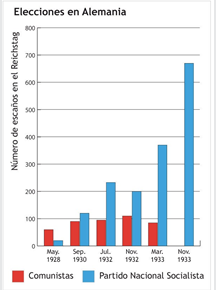 Elecciones en Alemania
Número de escaños en el Reichstag
800
700
600
500
400
300
200
100
0
May. 1928
Sep. 1930
Jul. 1932
Nov. 1932
Mar. 1933
Nov. 1933
Comunistas
Partido Nacional Socialista